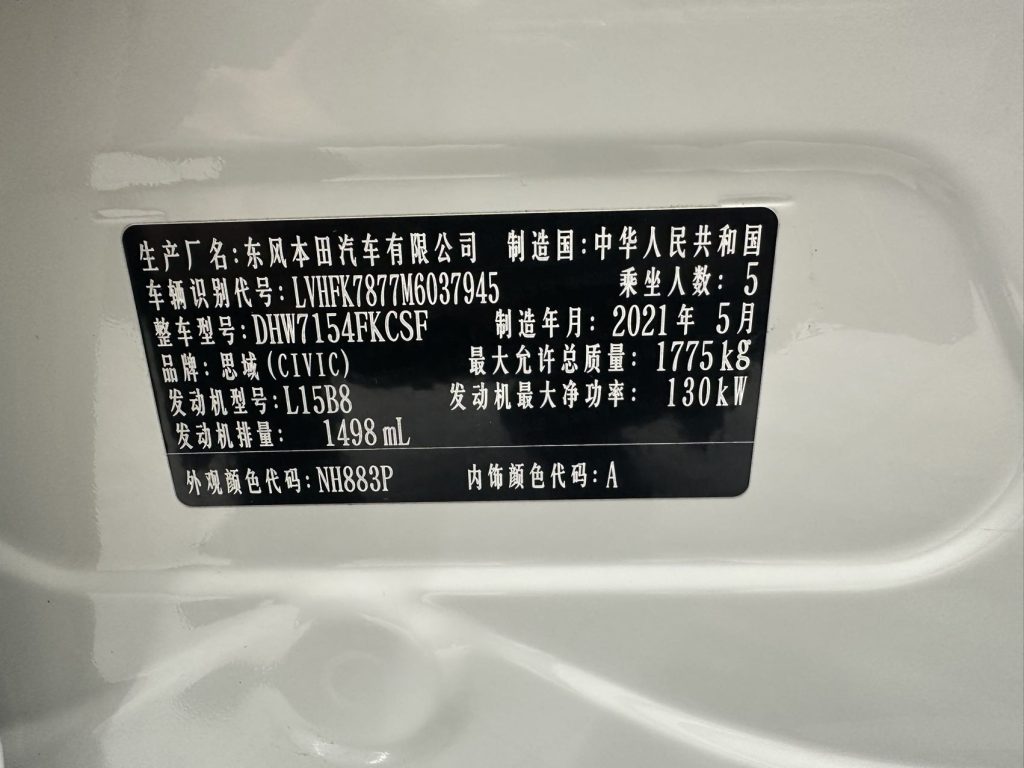 生产厂名:东风本田汽车有限公司 制造国:中华人民共和国
车辆识别代号:LVHFK7877M6037945 乘坐人数: 5
整车型号:DHW7154FKCSF 制造年月: 2021年 5月
品牌: 思域(CIVIC) 最大允许总质量: 1775kg
发动机型号:L15B8 发动机最大净功率: 130kW
发动机排量: 1498mL
外观颜色代码:NH883P 内饰颜色代码:A